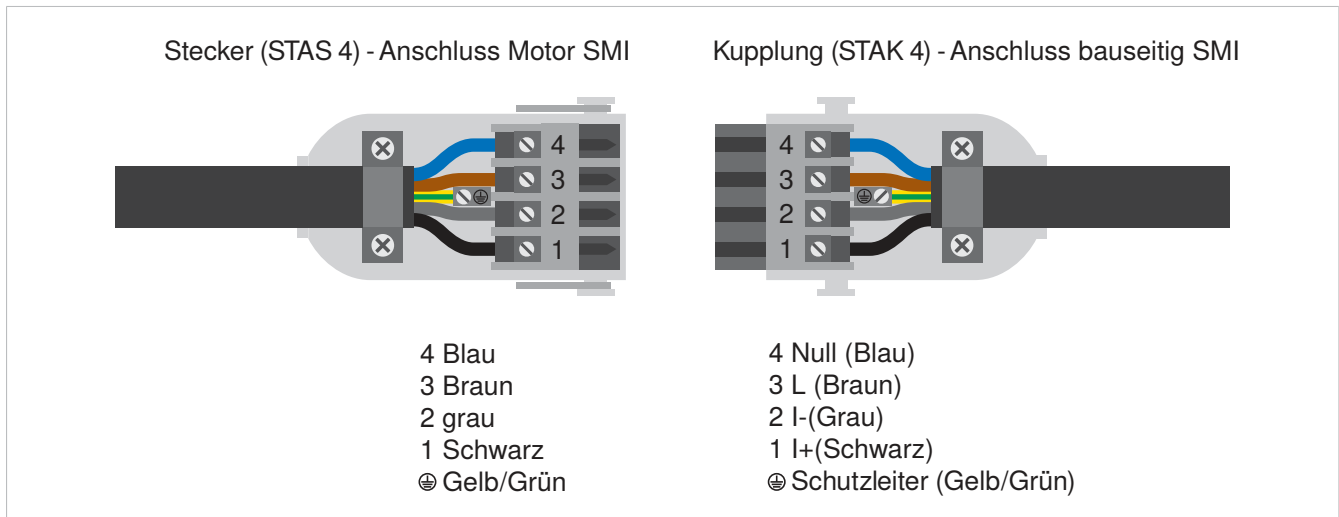 Stecker (STAS 4) - Anschluss Motor SMI
4
3
2
1
4 Blau
3 Braun
2 grau
1 Schwarz
⏚ Gelb/Grün
Kupplung (STAK 4) - Anschluss bauseitig SMI
4
3
2
1
4 Null (Blau)
3 L (Braun)
2 I-(Grau)
1 I+(Schwarz)
⏚ Schutzleiter (Gelb/Grün)